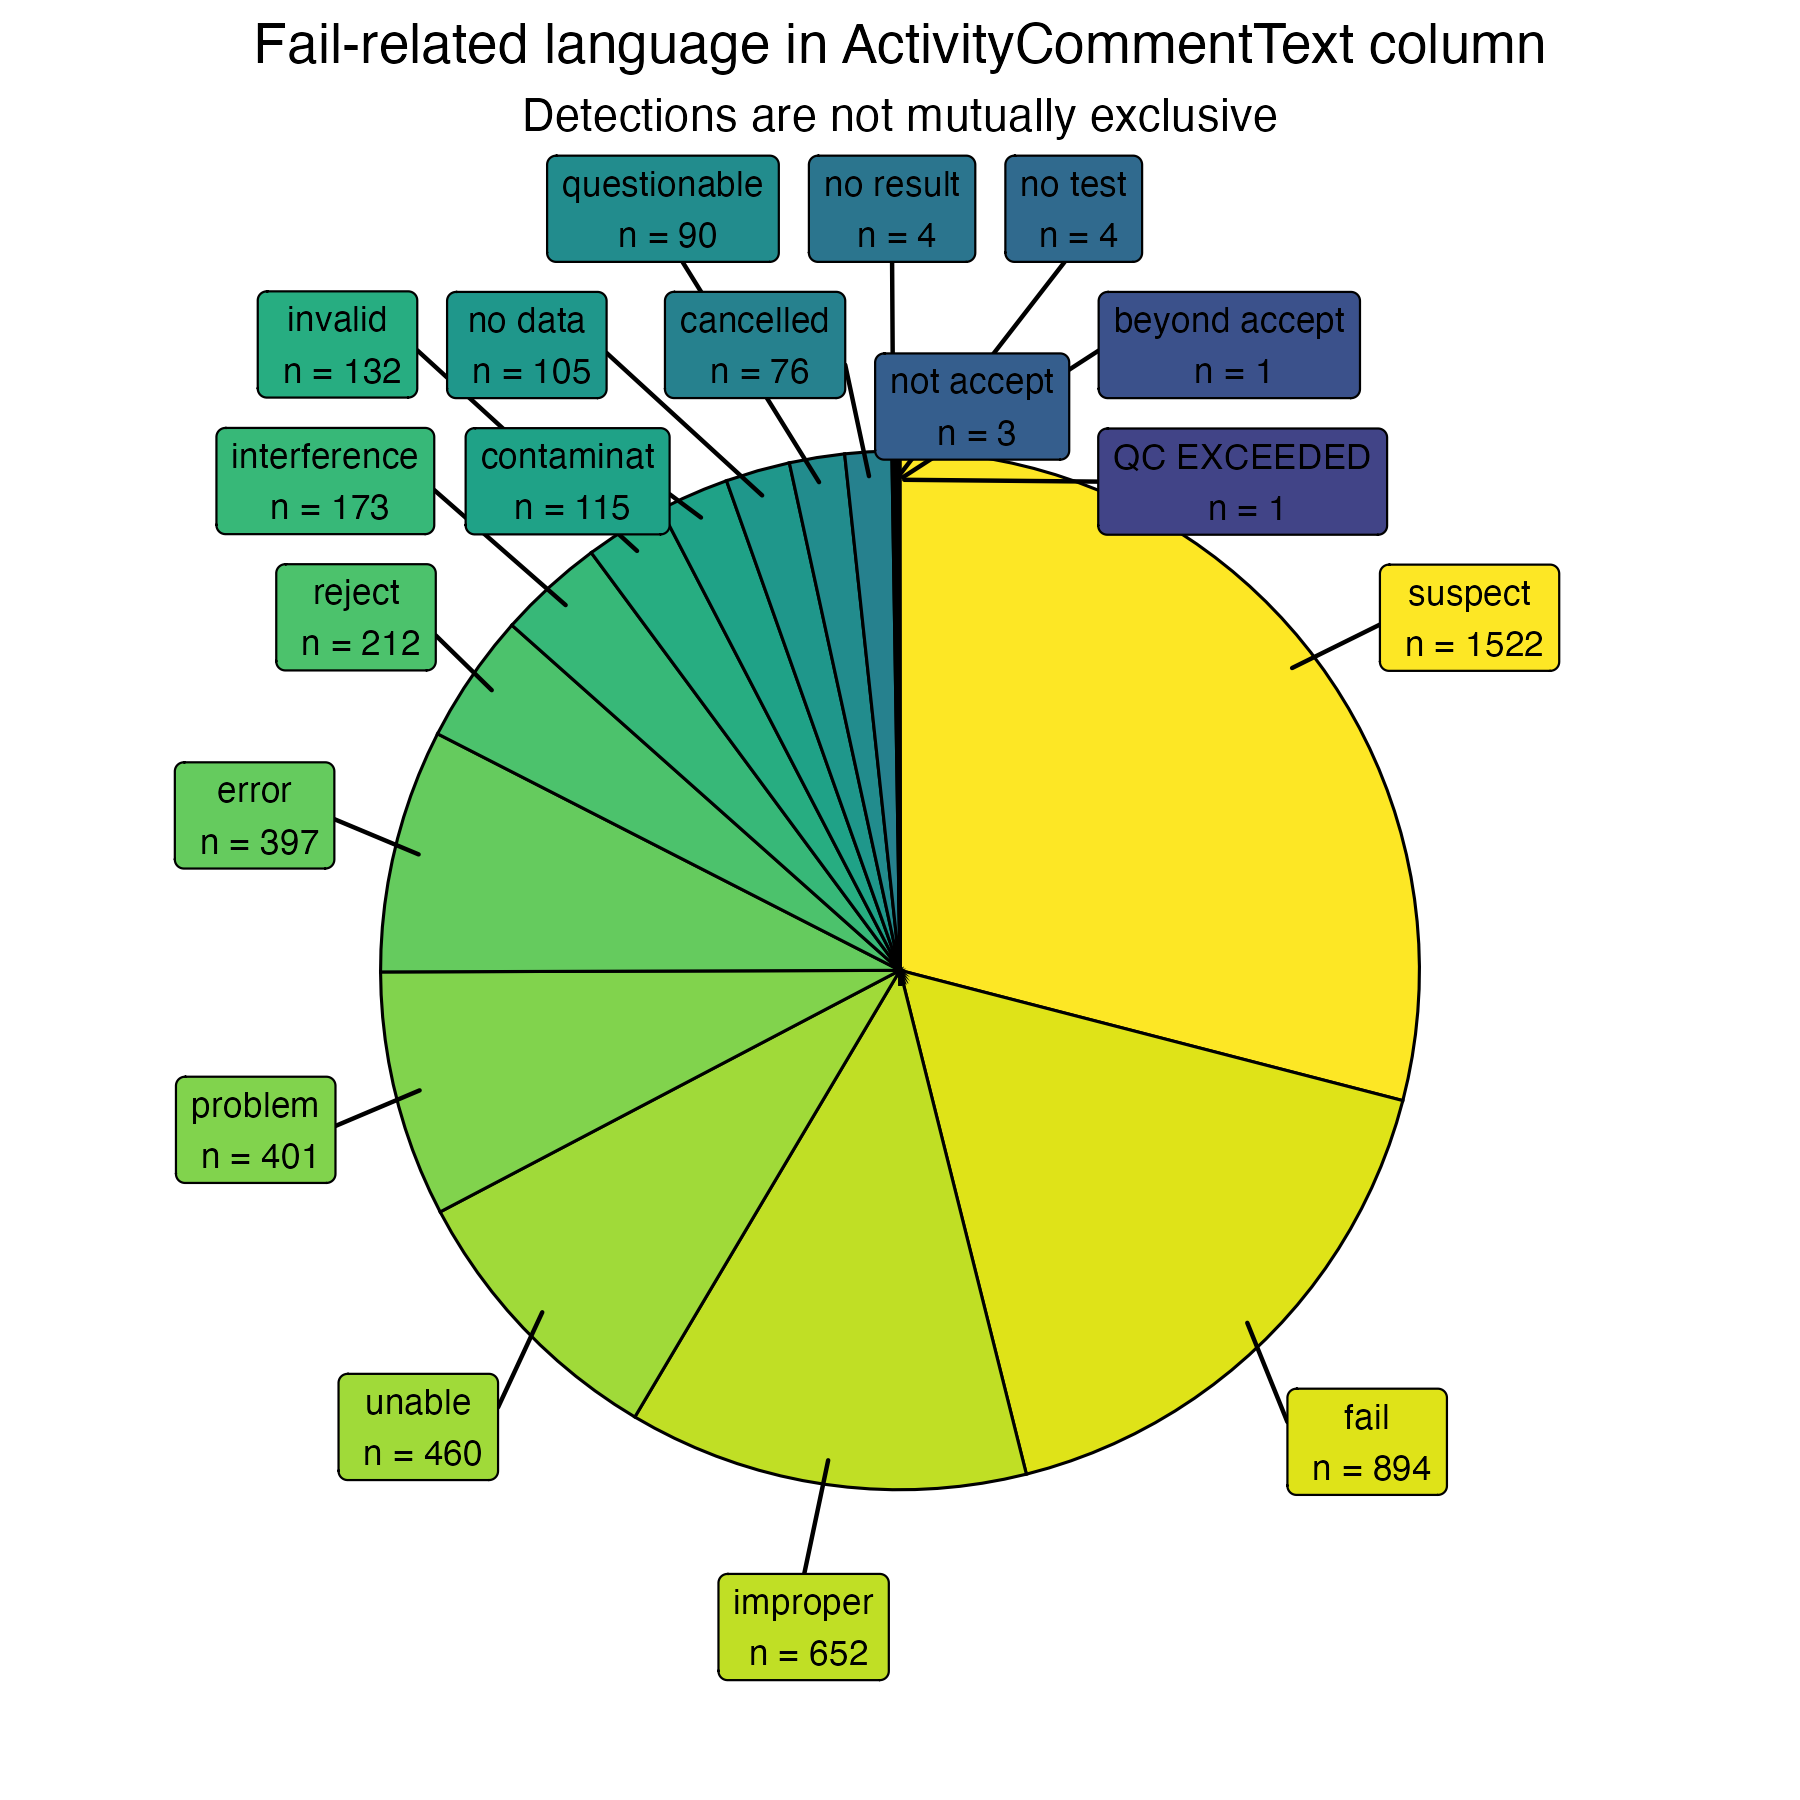 Fail-related language in ActivityCommentText column
Detections are not mutually exclusive
questionable
n = 90
no result
n = 4
no test
n = 4
invalid
n = 132
no data
n = 105
cancelled
n = 76
beyond accept
n = 1
not accept
n = 3
interference
n = 173
contaminat
n = 115
QC EXCEEDED
n = 1
reject
n = 212
suspect
n = 1522
error
n = 397
problem
n = 401
unable
n = 460
fail
n = 894
improper
n = 652